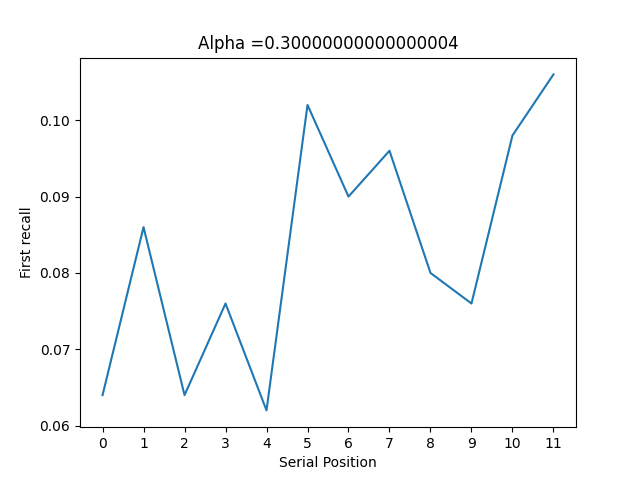 Alpha =0.30000000000000004
0.10
0.09
0.08
0.07
0.06
First recall
0 1 2 3 4 5 6 7 8 9 10 11
Serial Position